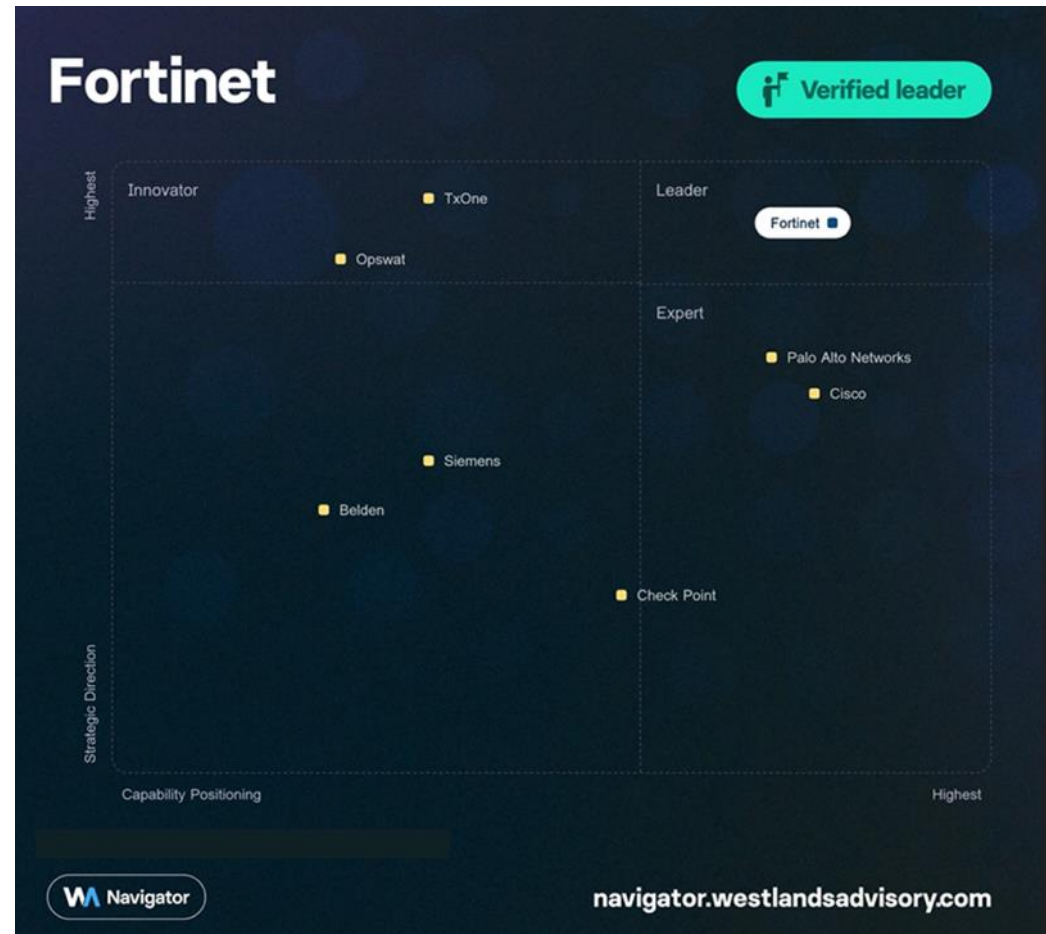 Fortinet
Verified leader
Highest
Innovator
TxOne
Leader
Fortinet
Opswat
Expert
Palo Alto Networks
Cisco
Siemens
Belden
Check Point
Strategic Direction
Capability Positioning
Highest
WA Navigator
navigator.westlandsadvisory.com